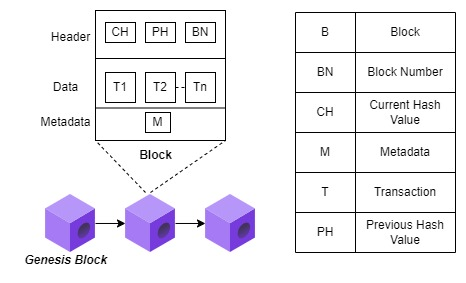 Header CH PH BN
Data T1 T2 Tn
Metadata M
Block
Genesis Block
B Block
BN Block Number
CH Current Hash
Value
M Metadata
T Transaction
PH Previous Hash
Value